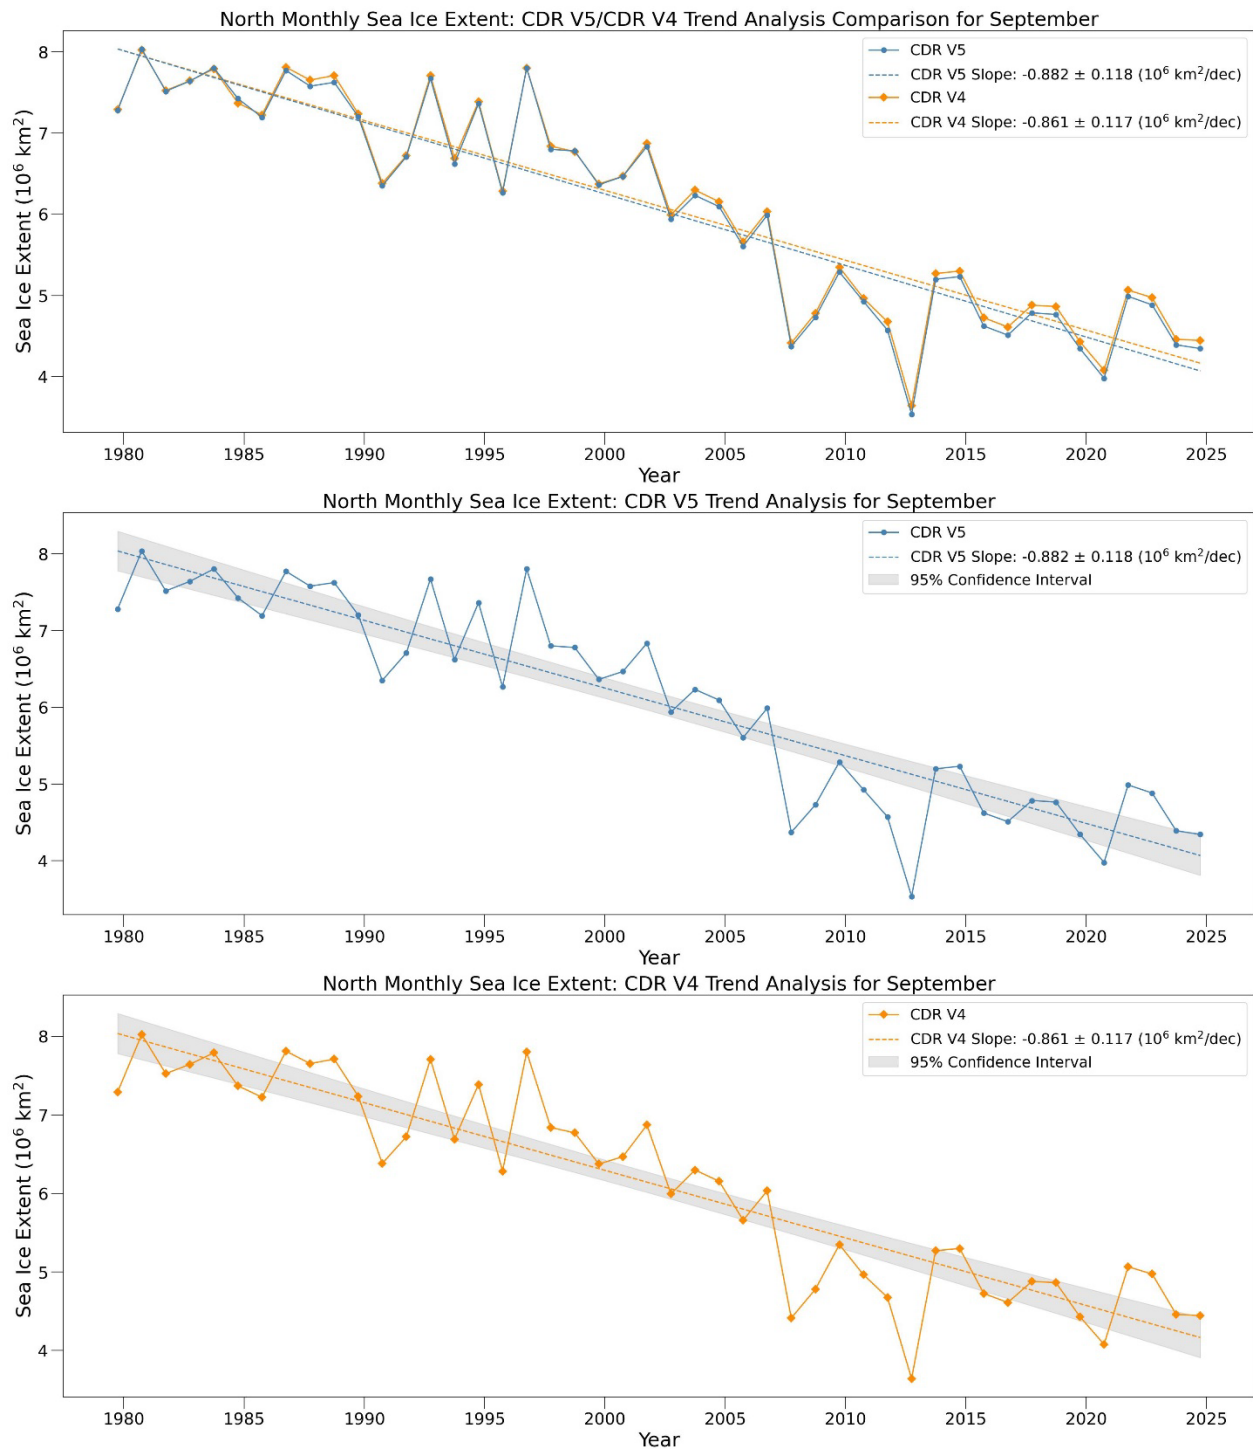 North Monthly Sea Ice Extent: CDR V5/CDR V4 Trend Analysis Comparison for September
CDR V5
CDR V5 Slope: -0.882 ± 0.118 (10⁶ km²/dec)
CDR V4
CDR V4 Slope: -0.861 ± 0.117 (10⁶ km²/dec)
Sea Ice Extent (10⁶ km²)
8
7
6
5
4
1980 1985 1990 1995 2000 2005 2010 2015 2020 2025
Year
North Monthly Sea Ice Extent: CDR V5 Trend Analysis for September
CDR V5
CDR V5 Slope: -0.882 ± 0.118 (10⁶ km²/dec)
95% Confidence Interval
Sea Ice Extent (10⁶ km²)
8
7
6
5
4
1980 1985 1990 1995 2000 2005 2010 2015 2020 2025
Year
North Monthly Sea Ice Extent: CDR V4 Trend Analysis for September
CDR V4
CDR V4 Slope: -0.861 ± 0.117 (10⁶ km²/dec)
95% Confidence Interval
Sea Ice Extent (10⁶ km²)
8
7
6
5
4
1980 1985 1990 1995 2000 2005 2010 2015 2020 2025
Year